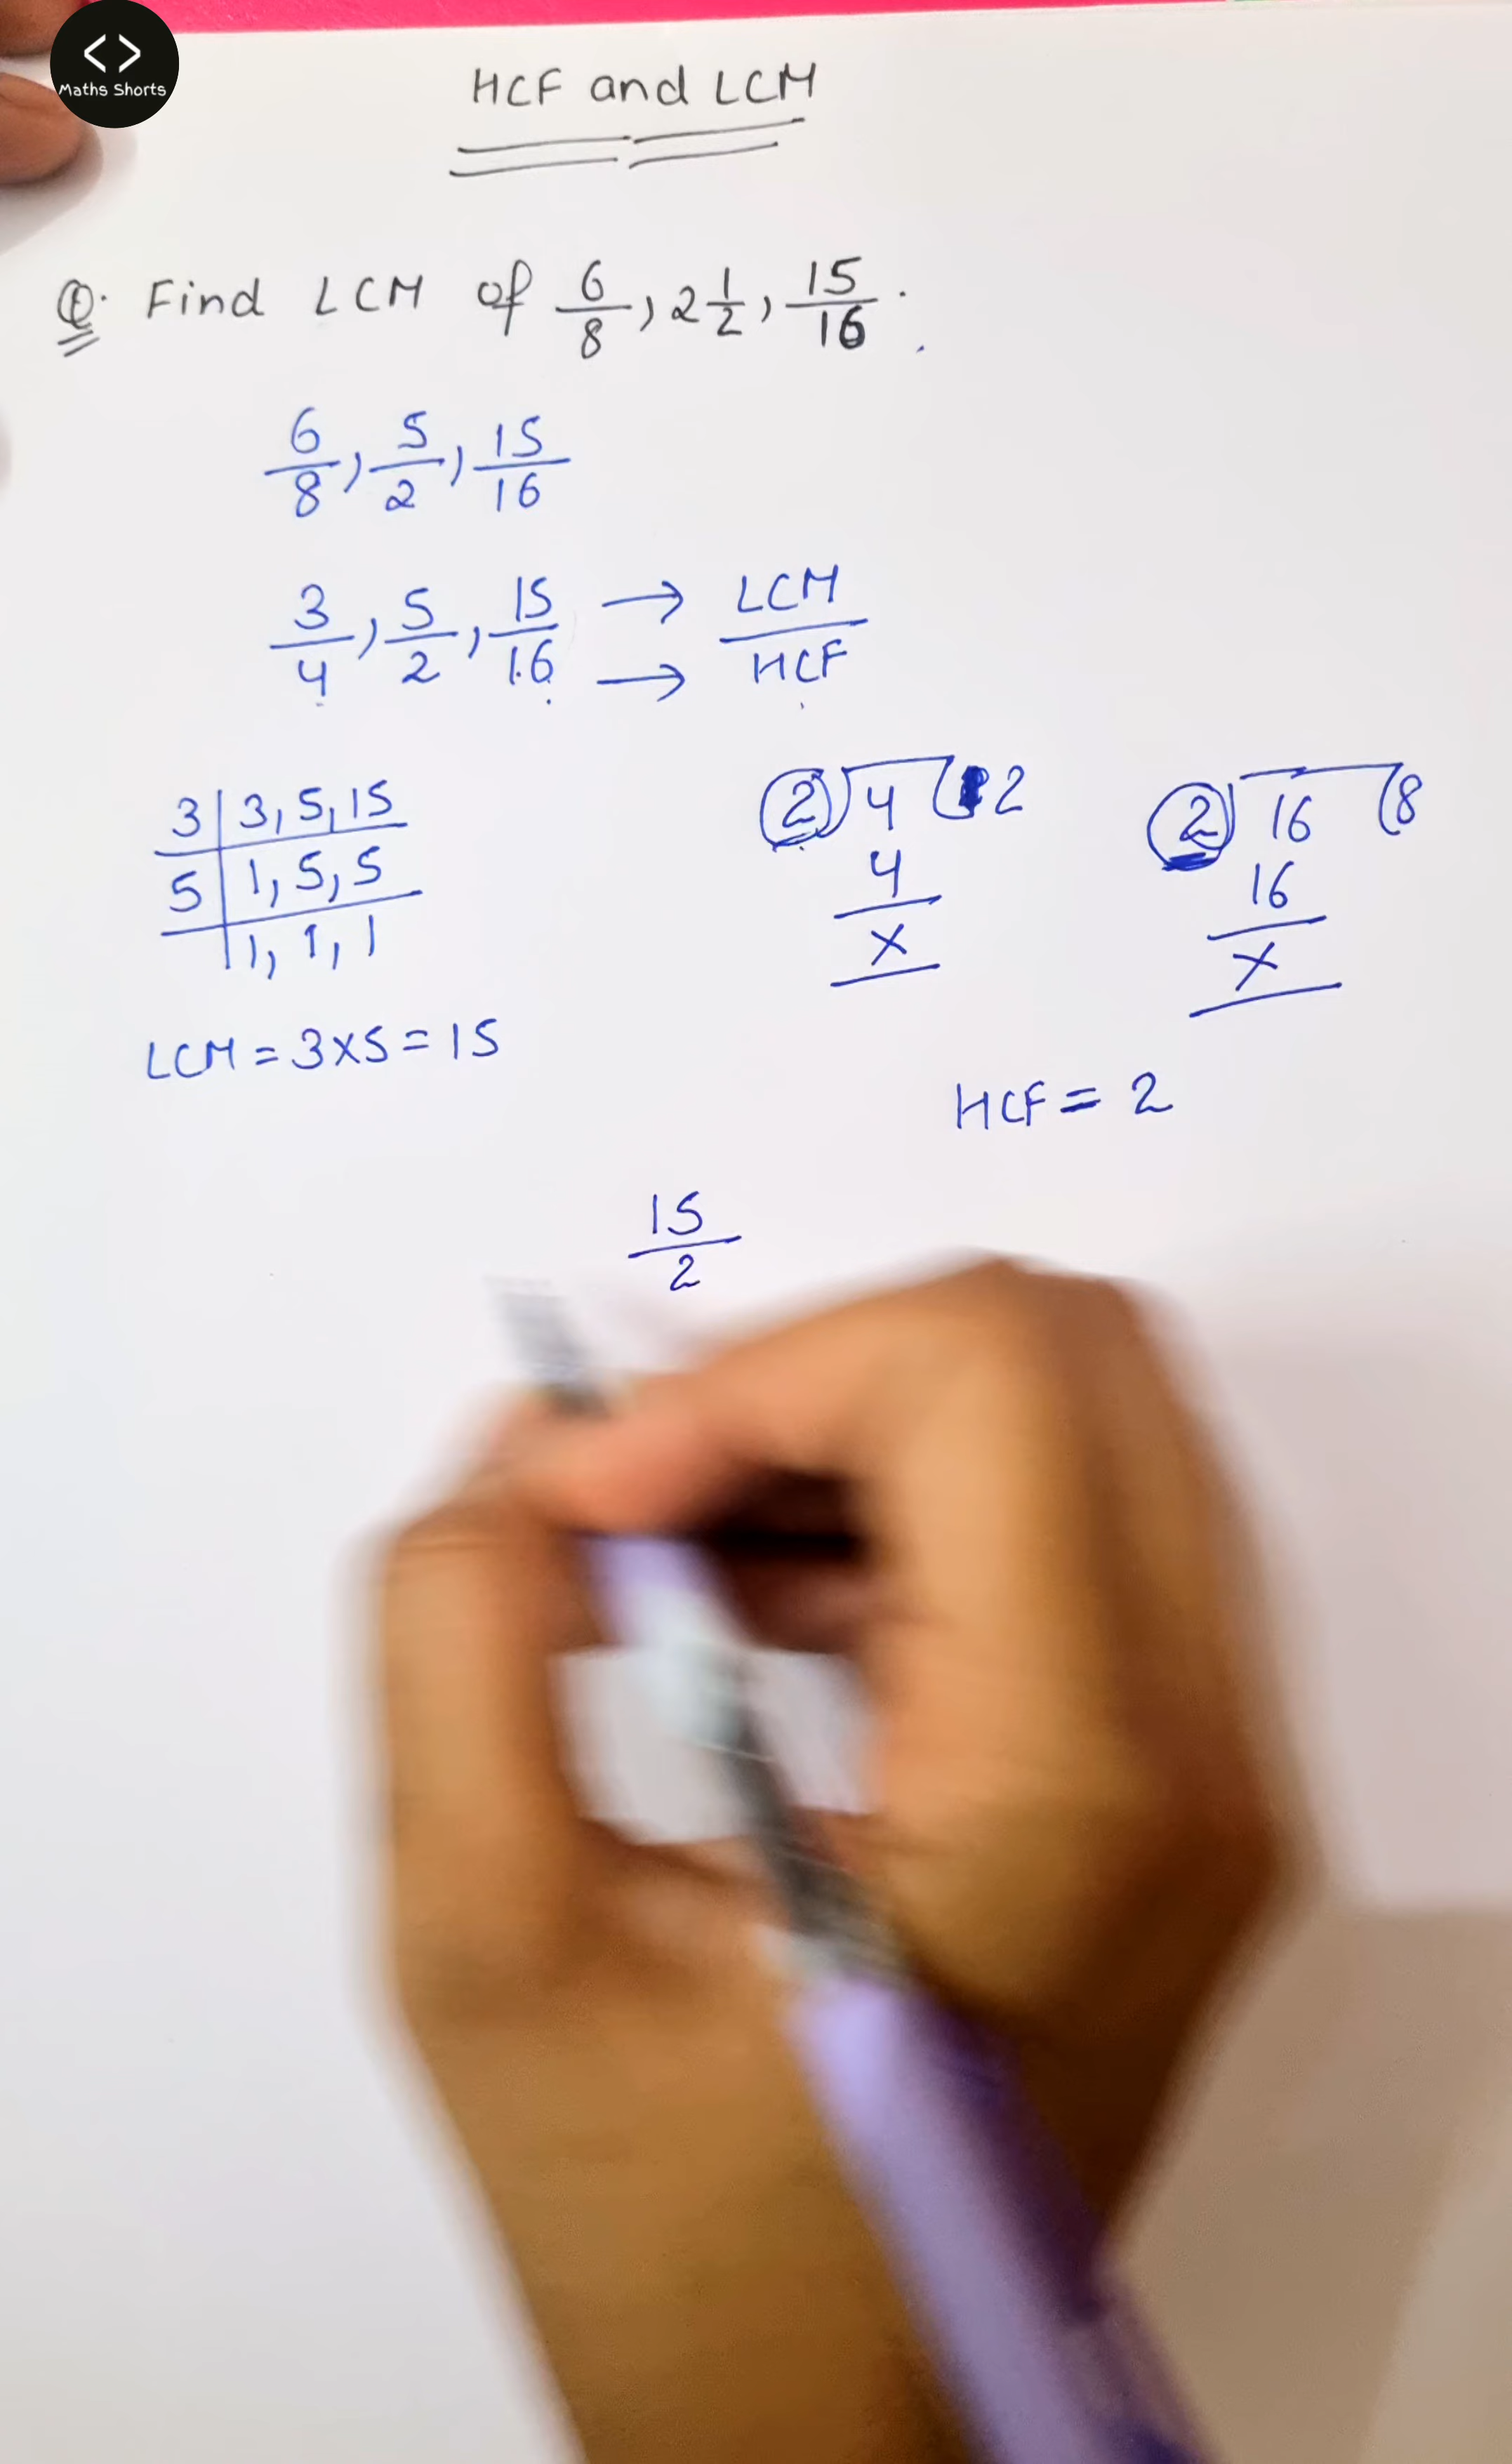 <>
Maths Shorts
HCF and LCM
Q. Find LCM of 6/8, 2 1/2, 15/16.
6/8, 5/2, 15/16
3/4, 5/2, 15/16 → LCM
→ HCF
3 | 3, 5, 15
5 | 1, 5, 5
1, 1, 1
LCM = 3×5 = 15
2) 4 (2
4
×
2) 16 (8
16
×
HCF = 2
15/2